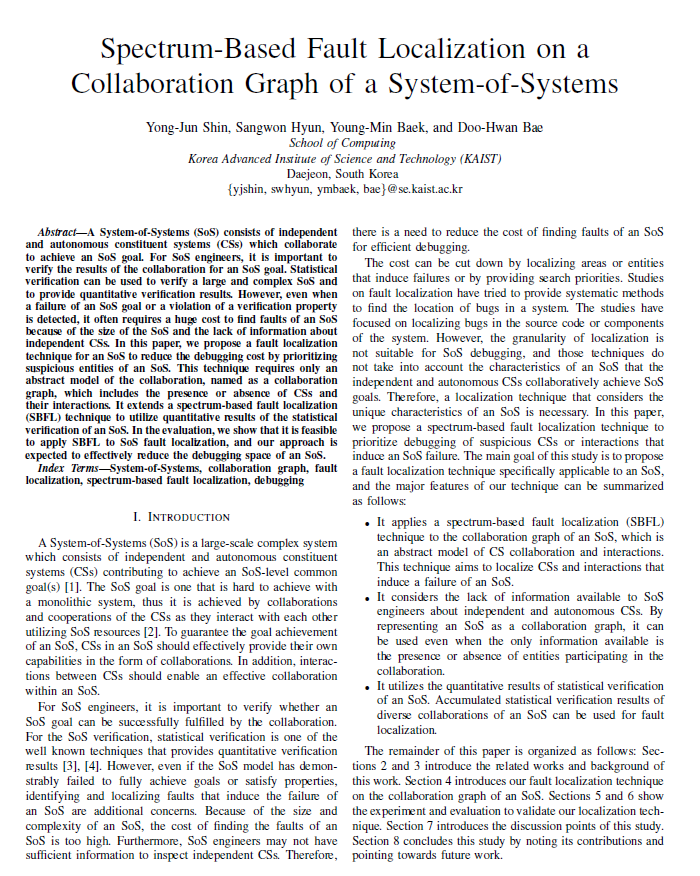 Spectrum-Based Fault Localization on a
Collaboration Graph of a System-of-Systems
Yong-Jun Shin, Sangwon Hyun, Young-Min Baek, and Doo-Hwan Bae
School of Computing
Korea Advanced Institute of Science and Technology (KAIST)
Daejeon, South Korea
{yjshin, swhyun, ymbaek, bae}@se.kaist.ac.kr
Abstract—A System-of-Systems (SoS) consists of independent
and autonomous constituent systems (CSs) which collaborate
to achieve an SoS goal. For SoS engineers, it is important to
verify the results of the collaboration for an SoS goal. Statistical
verification can be used to verify a large and complex SoS and
to provide quantitative verification results. However, even when
a failure of an SoS goal or a violation of a verification property
is detected, it often requires a huge cost to find faults of an SoS
because of the size of the SoS and the lack of information about
independent CSs. In this paper, we propose a fault localization
technique for an SoS to reduce the debugging cost by prioritizing
suspicious entities of an SoS. This technique requires only an
abstract model of the collaboration, named as a collaboration
graph, which includes the presence or absence of CSs and
their interactions. It extends a spectrum-based fault localization
(SBFL) technique to utilize quantitative results of the statistical
verification of an SoS. In the evaluation, we show that it is feasible
to apply SBFL to SoS fault localization, and our approach is
expected to effectively reduce the debugging space of an SoS.
Index Terms—System-of-Systems, collaboration graph, fault
localization, spectrum-based fault localization, debugging
I. INTRODUCTION
A System-of-Systems (SoS) is a large-scale complex system
which consists of independent and autonomous constituent
systems (CSs) contributing to achieve an SoS-level common
goal(s) [1]. The SoS goal is one that is hard to achieve with
a monolithic system, thus it is achieved by collaborations
and cooperations of the CSs as they interact with each other
utilizing SoS resources [2]. To guarantee the goal achievement
of an SoS, CSs in an SoS should effectively provide their own
capabilities in the form of collaborations. In addition, interac-
tions between CSs should enable an effective collaboration
within an SoS.
For SoS engineers, it is important to verify whether an
SoS goal can be successfully fulfilled by the collaboration.
For the SoS verification, statistical verification is one of the
well known techniques that provides quantitative verification
results [3], [4]. However, even if the SoS model has demon-
strably failed to fully achieve goals or satisfy properties,
identifying and localizing faults that induce the failure of
an SoS are additional concerns. Because of the size and
complexity of an SoS, the cost of finding the faults of an
SoS is too high. Furthermore, SoS engineers may not have
sufficient information to inspect independent CSs. Therefore,
there is a need to reduce the cost of finding faults of an SoS
for efficient debugging.
The cost can be cut down by localizing areas or entities
that induce failures or by providing search priorities. Studies
on fault localization have tried to provide systematic methods
to find the location of bugs in a system. The studies have
focused on localizing bugs in the source code or components
of the system. However, the granularity of localization is
not suitable for SoS debugging, and those techniques do
not take into account the characteristics of an SoS that the
independent and autonomous CSs collaboratively achieve SoS
goals. Therefore, a localization technique that considers the
unique characteristics of an SoS is necessary. In this paper,
we propose a spectrum-based fault localization technique to
prioritize debugging of suspicious CSs or interactions that
induce an SoS failure. The main goal of this study is to propose
a fault localization technique specifically applicable to an SoS,
and the major features of our technique can be summarized
as follows:
• It applies a spectrum-based fault localization (SBFL)
technique to the collaboration graph of an SoS, which is
an abstract model of CS collaboration and interactions.
This technique aims to localize CSs and interactions that
induce a failure of an SoS.
• It considers the lack of information available to SoS
engineers about independent and autonomous CSs. By
representing an SoS as a collaboration graph, it can
be used even when the only information available is
the presence or absence of entities participating in the
collaboration.
• It utilizes the quantitative results of statistical verification
of an SoS. Accumulated statistical verification results of
diverse collaborations of an SoS can be used for fault
localization.
The remainder of this paper is organized as follows: Sec-
tions 2 and 3 introduce the related works and background of
this work. Section 4 introduces our fault localization technique
on the collaboration graph of an SoS. Sections 5 and 6 show
the experiment and evaluation to validate our localization tech-
nique. Section 7 introduces the discussion points of this study.
Section 8 concludes this study by noting its contributions and
pointing towards future work.